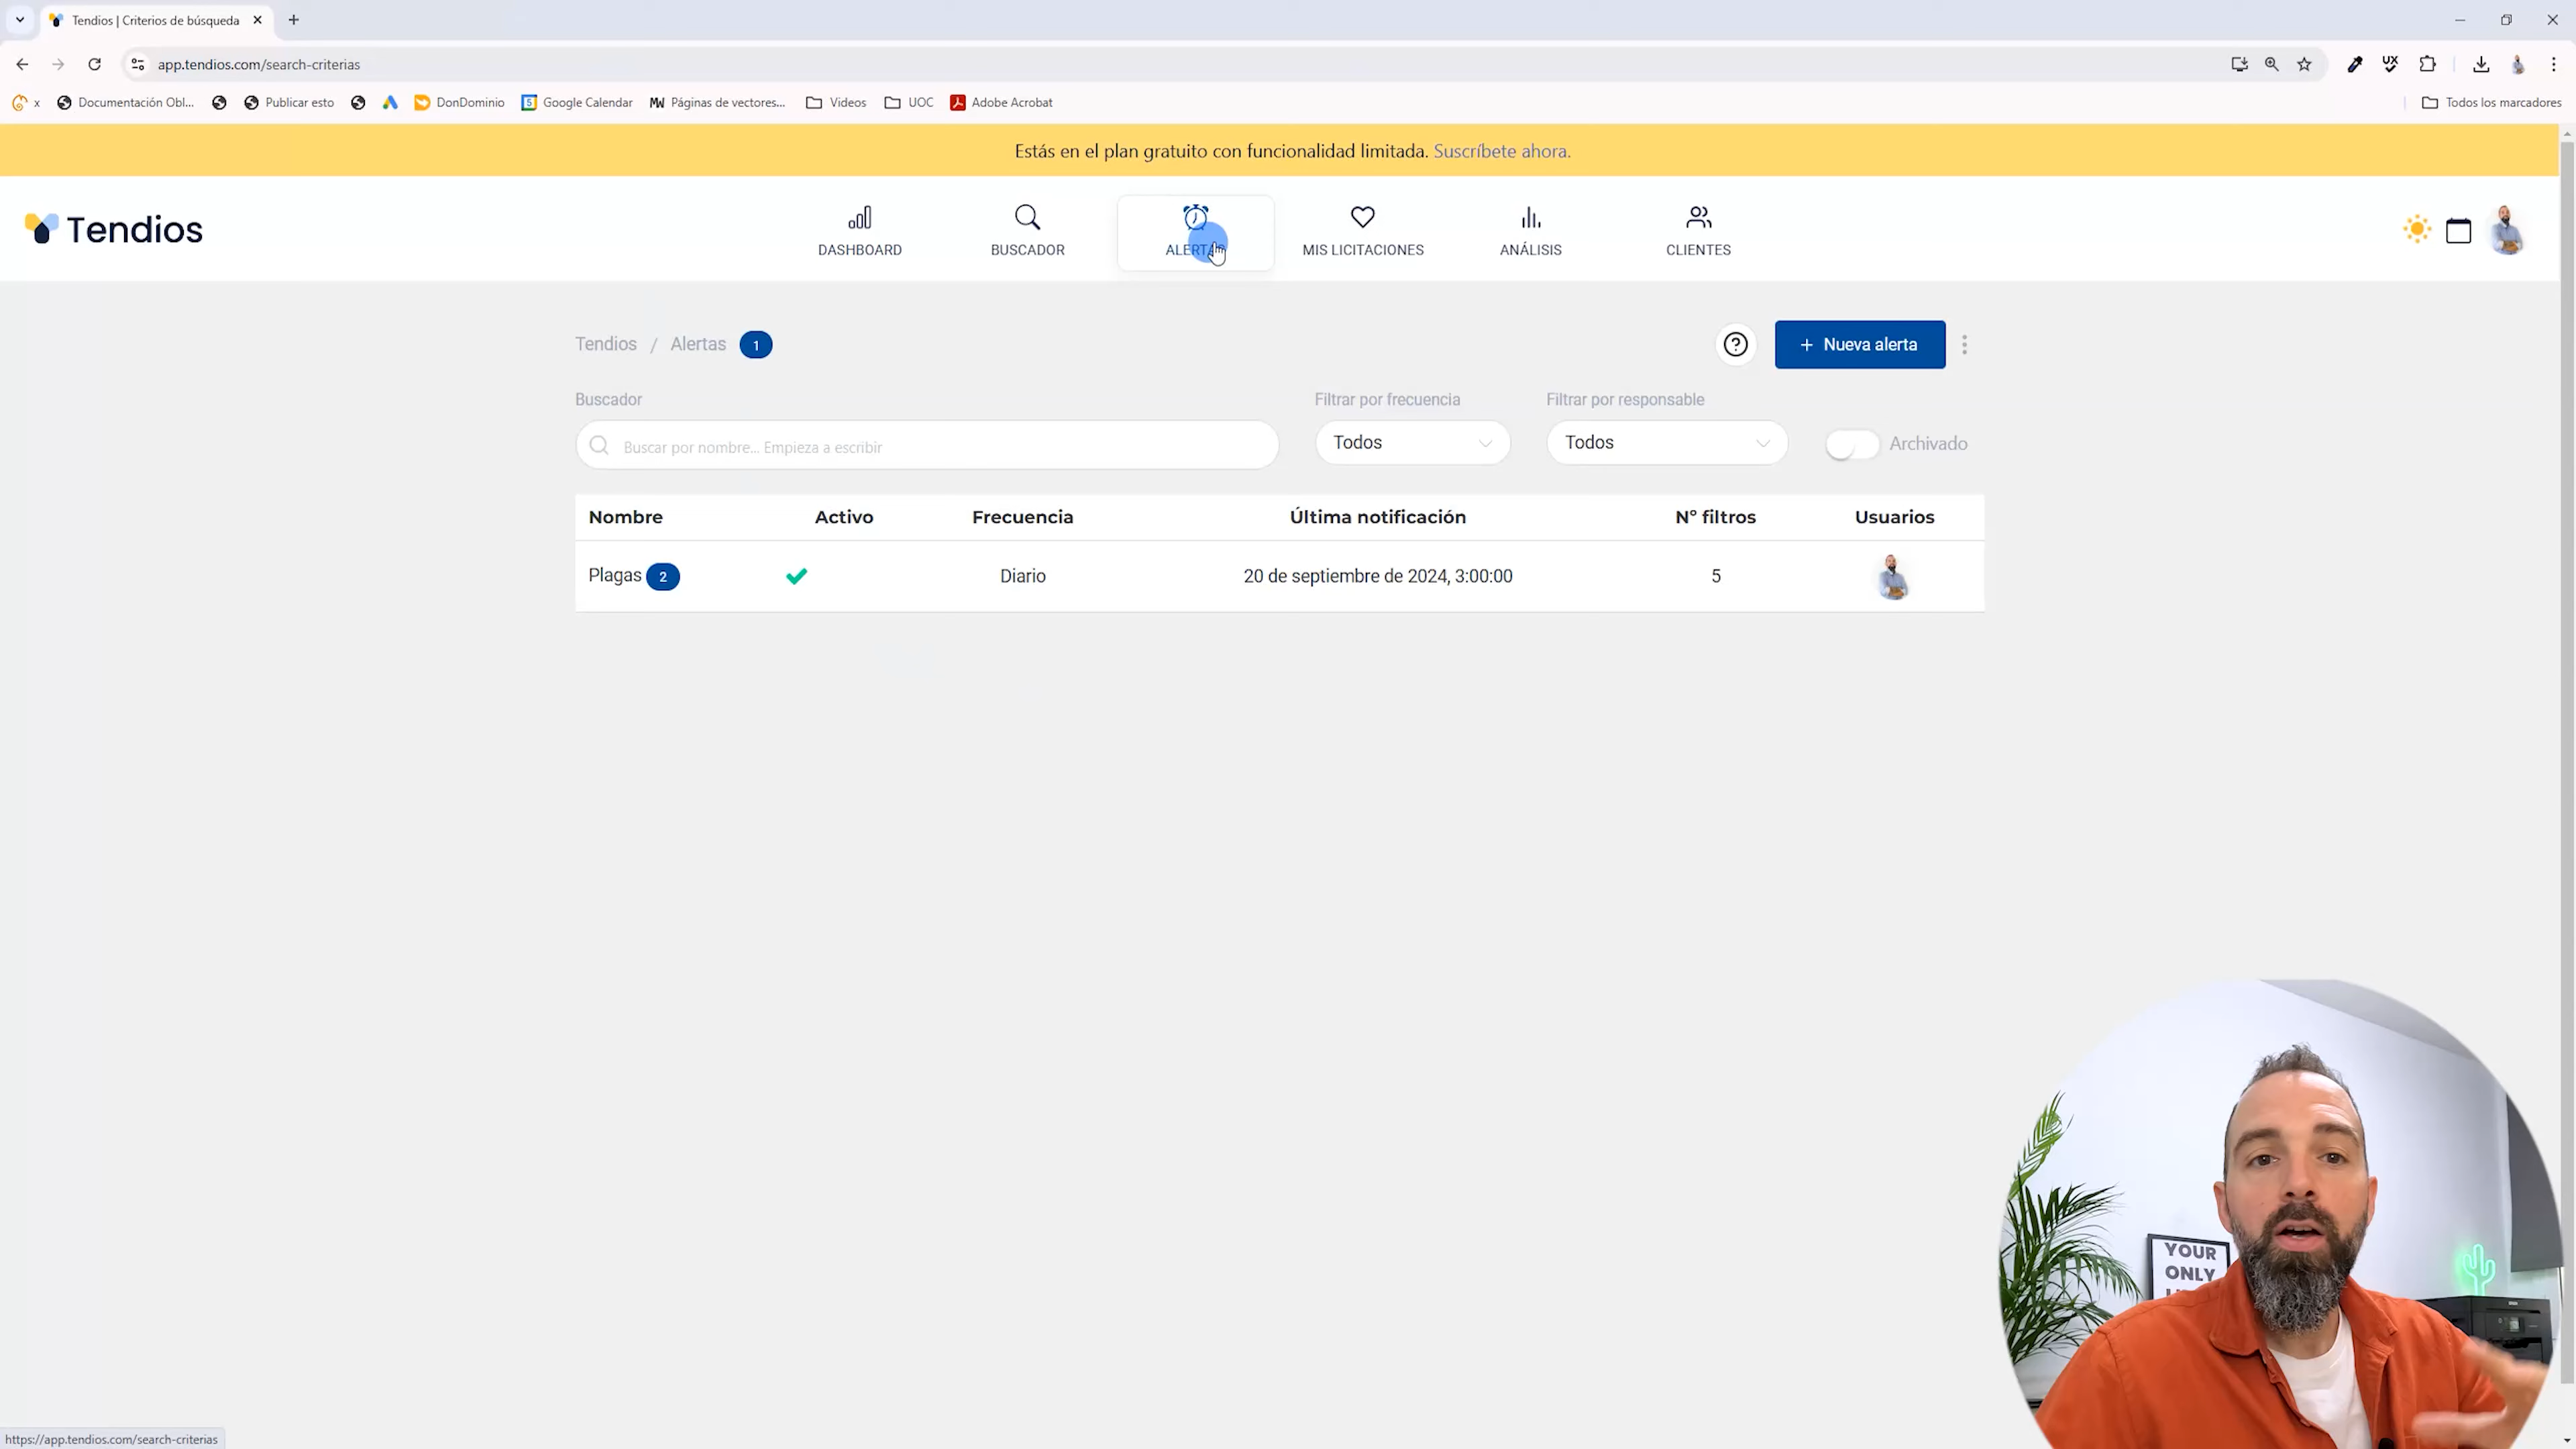 Tendios | Criterios de búsqueda
app.tendios.com/search-criterias
x
Documentación Obl...
Publicar esto
DonDominio
5 Google Calendar
MW Páginas de vectores...
Videos
UOC
Adobe Acrobat
Todos los marcadores
Estás en el plan gratuito con funcionalidad limitada. Suscríbete ahora.
Tendios
DASHBOARD
BUSCADOR
ALERTAS
MIS LICITACIONES
ANÁLISIS
CLIENTES
Tendios / Alertas 1
+ Nueva alerta
Buscador
Filtrar por frecuencia
Filtrar por responsable
Buscar por nombre... Empieza a escribir
Todos
Todos
Archivado
Nombre Activo Frecuencia Última notificación Nº filtros Usuarios
Plagas 2 Diario 20 de septiembre de 2024, 3:00:00 5
YOUR
ONLY
https://app.tendios.com/search-criterias